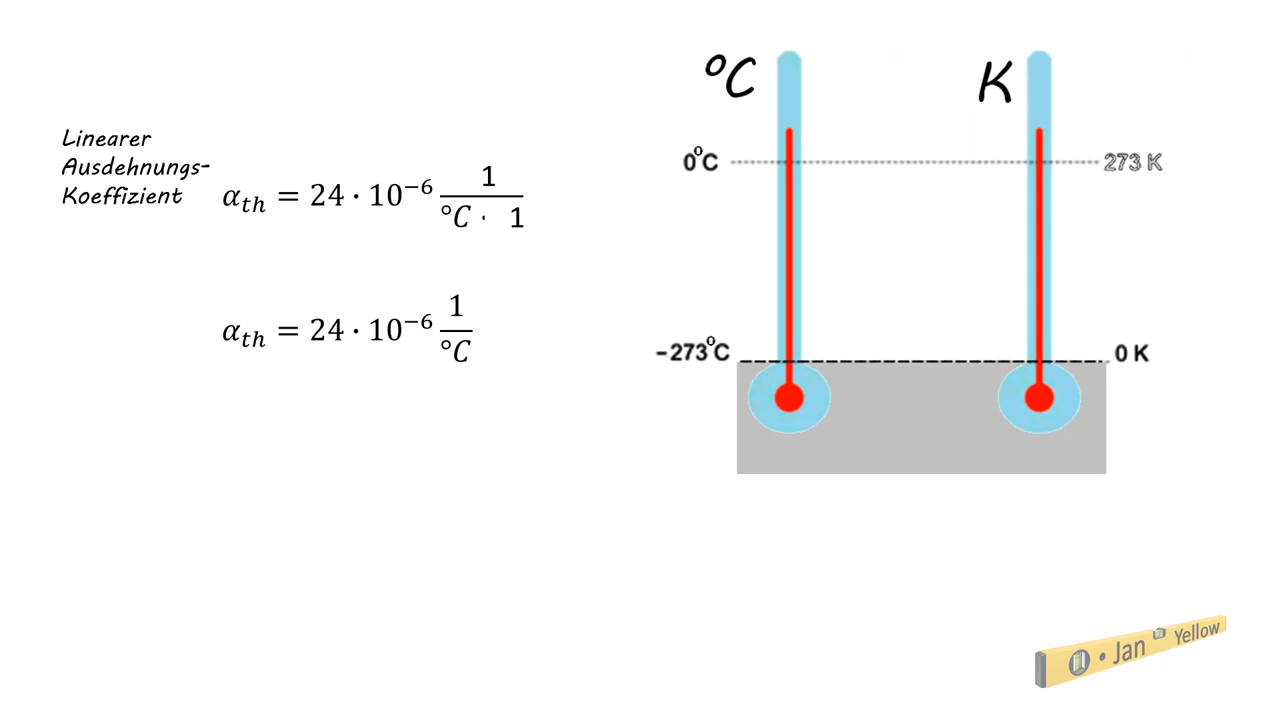 Linearer
Ausdehnungs-
Koeffizient
α_th = 24 · 10⁻⁶ 1/(°C · 1)
α_th = 24 · 10⁻⁶ 1/°C
°C
K
0°C
273 K
-273°C
0 K
• Jan Yellow